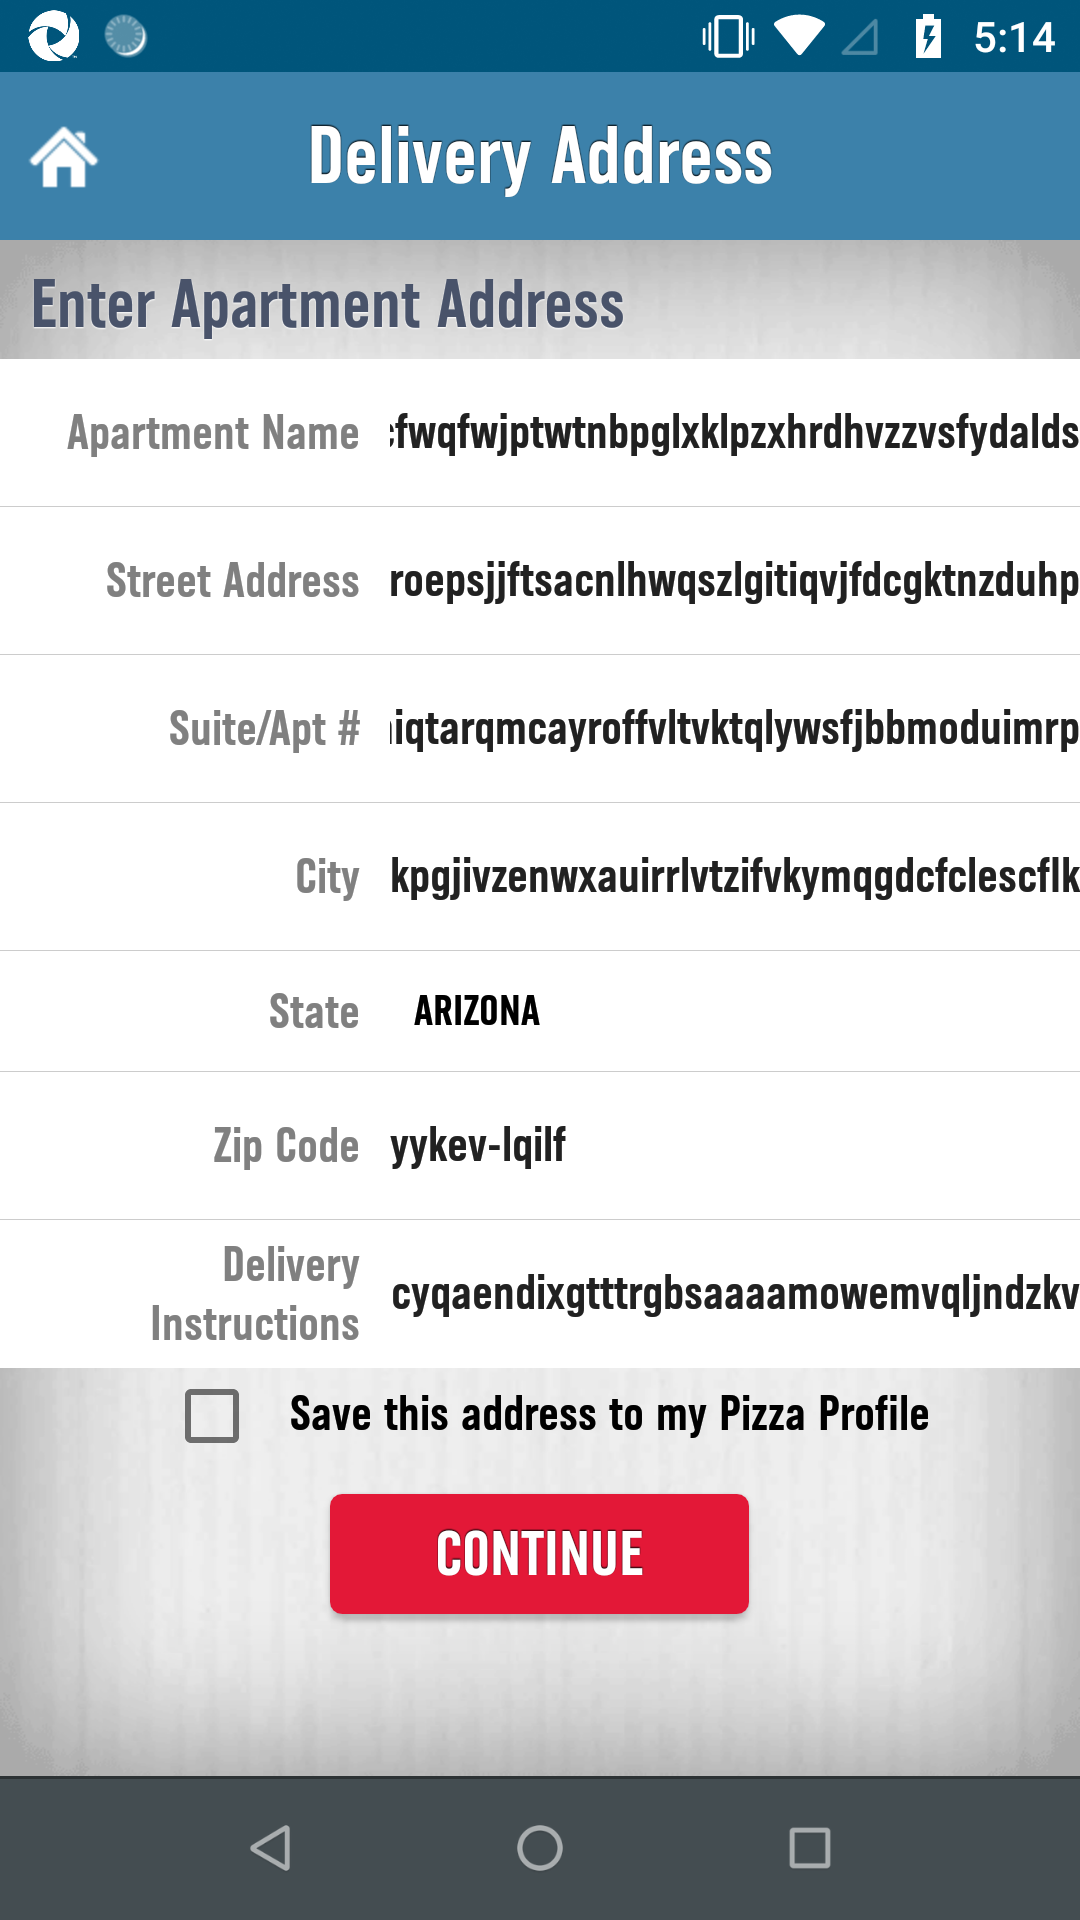 5:14
Delivery Address
Enter Apartment Address
Apartment Name cfwqfwjptwtnbpglxklpzxhrdhvzzvsfydalds
Street Address roepsjjftsacnlhwqszlgitiqvjfdcgktnzduhp
Suite/Apt # iqtarqmcayroffvltvktqlywsfjbbmoduimrp
City kpgjivzenwxauirrlvtzifvkymqgdcfclescflk
State ARIZONA
Zip Code yykev-lqilf
Delivery
Instructions cyqaendixgtttrgbsaaaamowemvqljndzkv
Save this address to my Pizza Profile
CONTINUE